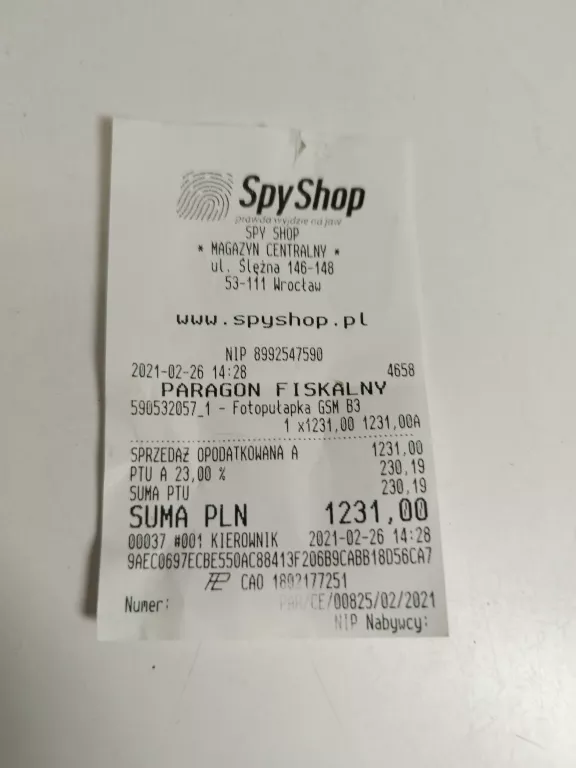 SpyShop
prawda wyjdzie na jaw
SPY SHOP
* MAGAZYN CENTRALNY *
ul. Ślężna 146-148
53-111 Wrocław
www.spyshop.pl
NIP 8992547590
2021-02-26 14:28 4658
PARAGON FISKALNY
590532057_1 - Fotopułapka GSM B3
1 x1231,00 1231,00A
SPRZEDAŻ OPODATKOWANA A 1231,00
PTU A 23,00 % 230,19
SUMA PTU 230,19
SUMA PLN 1231,00
00037 #001 KIEROWNIK 2021-02-26 14:28
9AEC0697ECBE550AC88413F206B9CABB18D56CA7
CAO 1802177251
Numer: PAR/CE/00825/02/2021
NIP Nabywcy: